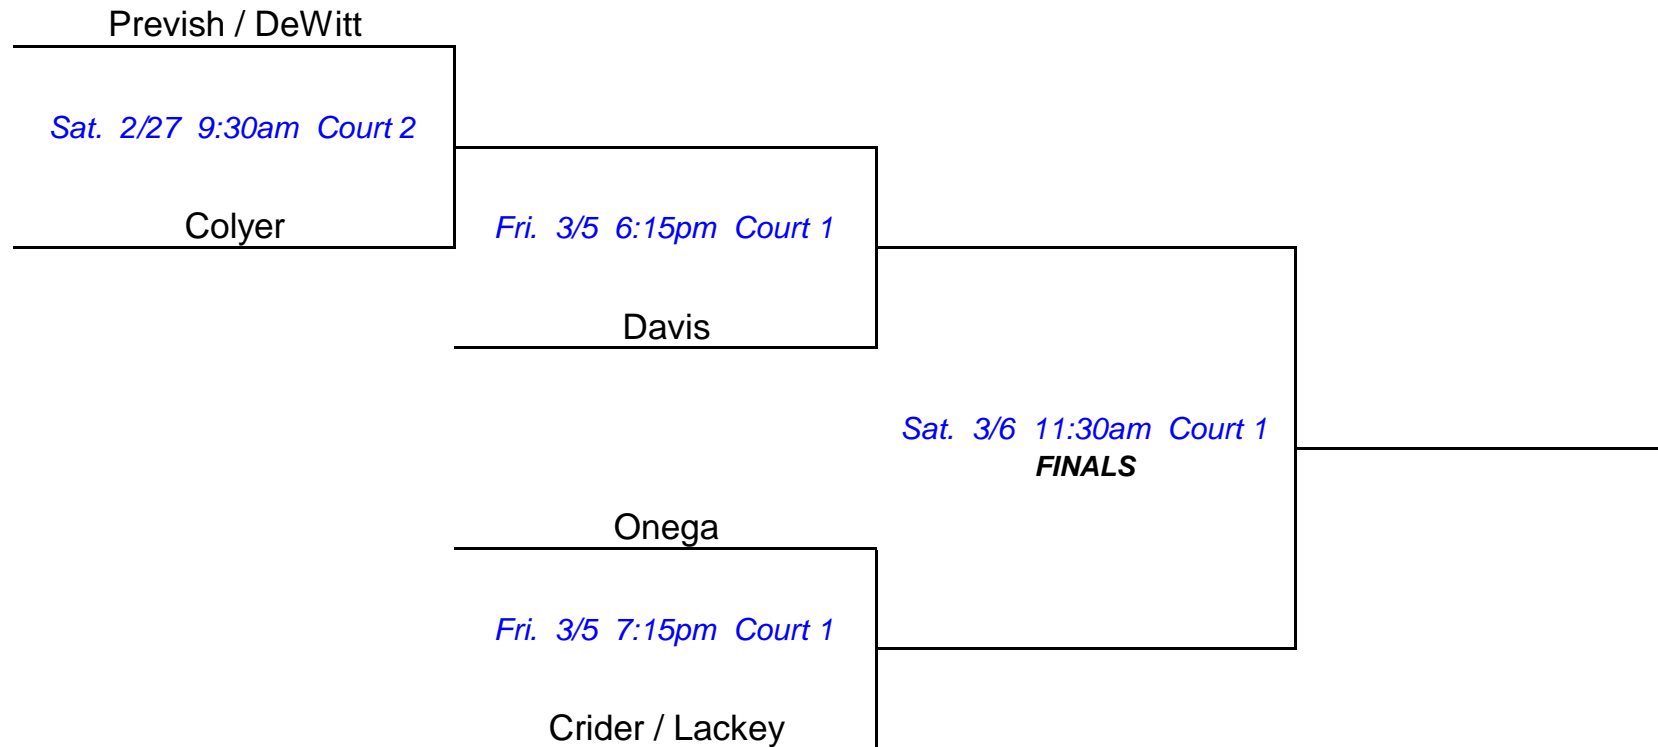 Prevish / DeWitt
Sat. 2/27 9:30am Court 2
Colyer
Fri. 3/5 6:15pm Court 1
Davis
Sat. 3/6 11:30am Court 1
FINALS
Onega
Fri. 3/5 7:15pm Court 1
Crider / Lackey